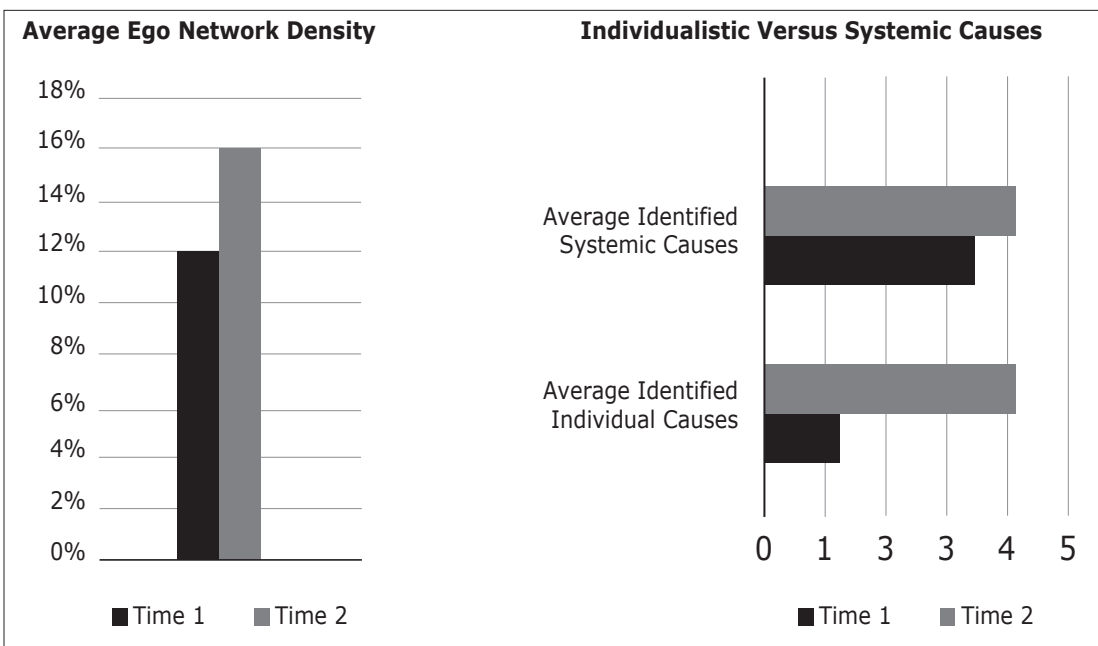 Average Ego Network Density
18%
16%
14%
12%
10%
8%
6%
4%
2%
0%
Time 1 Time 2
Individualistic Versus Systemic Causes
Average Identified
Systemic Causes
Average Identified
Individual Causes
0 1 3 3 4 5
Time 1 Time 2